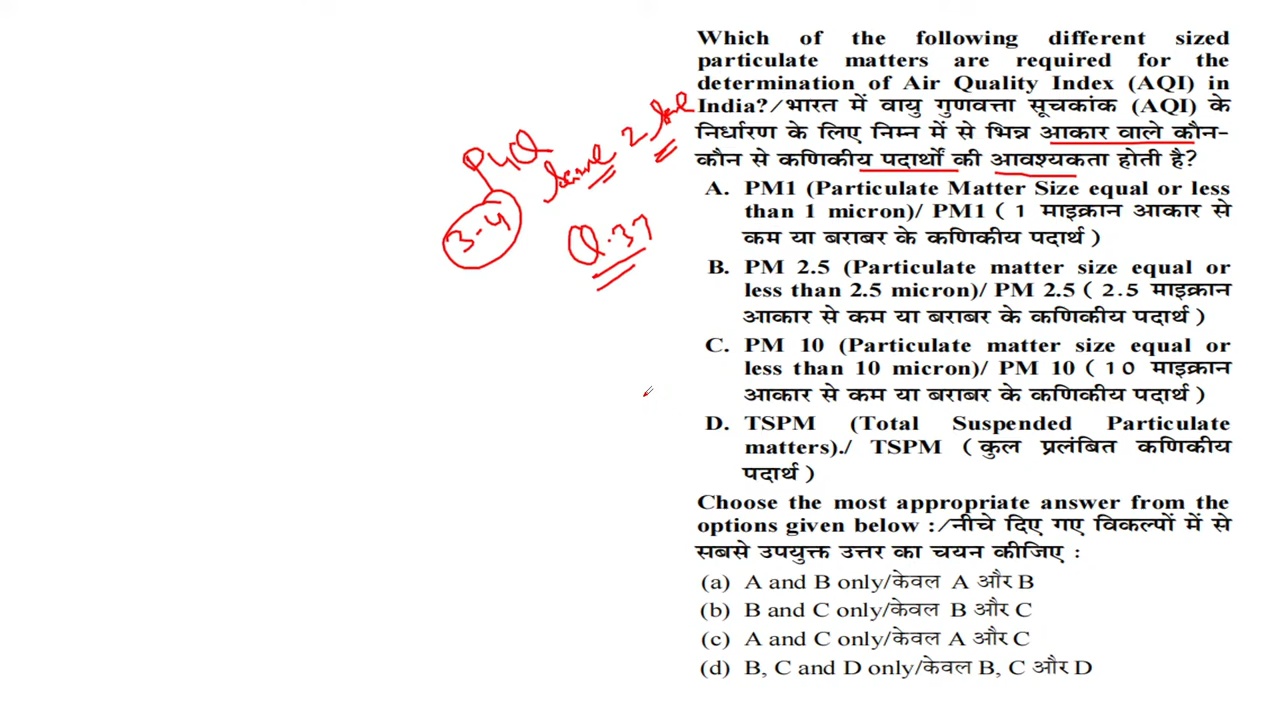 Which of the following different sized
particulate matters are required for the
determination of Air Quality Index (AQI) in
India?/भारत में वायु गुणवत्ता सूचकांक (AQI) के
निर्धारण के लिए निम्न में से भिन्न आकार वाले कौन-
कौन से कणिकीय पदार्थों की आवश्यकता होती है?
A. PM1 (Particulate Matter Size equal or less
than 1 micron)/ PM1 ( 1 माइक्रान आकार से
कम या बराबर के कणिकीय पदार्थ )
B. PM 2.5 (Particulate matter size equal or
less than 2.5 micron)/ PM 2.5 ( 2.5 माइक्रान
आकार से कम या बराबर के कणिकीय पदार्थ )
C. PM 10 (Particulate matter size equal or
less than 10 micron)/ PM 10 ( 10 माइक्रान
आकार से कम या बराबर के कणिकीय पदार्थ )
D. TSPM (Total Suspended Particulate
matters)./ TSPM ( कुल प्रलंबित कणिकीय
पदार्थ )
Choose the most appropriate answer from the
options given below :/नीचे दिए गए विकल्पों में से
सबसे उपयुक्त उत्तर का चयन कीजिए :
(a) A and B only/केवल A और B
(b) B and C only/केवल B और C
(c) A and C only/केवल A और C
(d) B, C and D only/केवल B, C और D
PYQ
3-4
2
Q.37